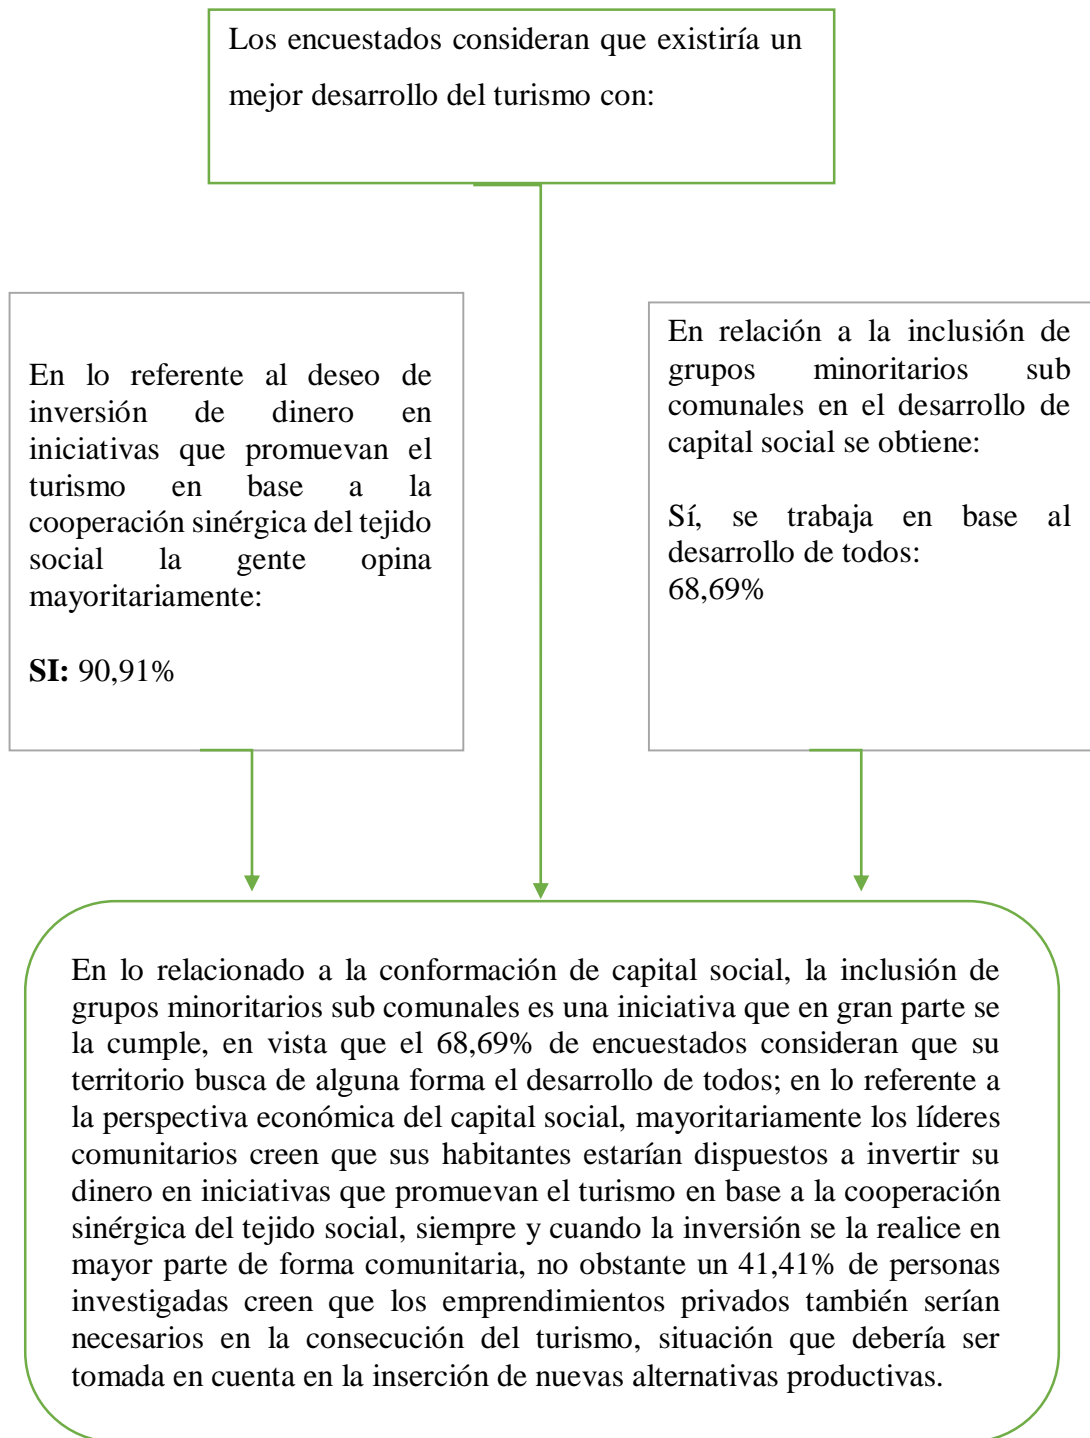 Los encuestados consideran que existiría un
mejor desarrollo del turismo con:
En lo referente al deseo de
inversión de dinero en
iniciativas que promuevan el
turismo en base a la
cooperación sinérgica del tejido
social la gente opina
mayoritariamente:
SI: 90,91%
En relación a la inclusión de
grupos minoritarios sub
comunales en el desarrollo de
capital social se obtiene:
Sí, se trabaja en base al
desarrollo de todos:
68,69%
En lo relacionado a la conformación de capital social, la inclusión de
grupos minoritarios sub comunales es una iniciativa que en gran parte se
la cumple, en vista que el 68,69% de encuestados consideran que su
territorio busca de alguna forma el desarrollo de todos; en lo referente a
la perspectiva económica del capital social, mayoritariamente los líderes
comunitarios creen que sus habitantes estarían dispuestos a invertir su
dinero en iniciativas que promuevan el turismo en base a la cooperación
sinérgica del tejido social, siempre y cuando la inversión se la realice en
mayor parte de forma comunitaria, no obstante un 41,41% de personas
investigadas creen que los emprendimientos privados también serían
necesarios en la consecución del turismo, situación que debería ser
tomada en cuenta en la inserción de nuevas alternativas productivas.